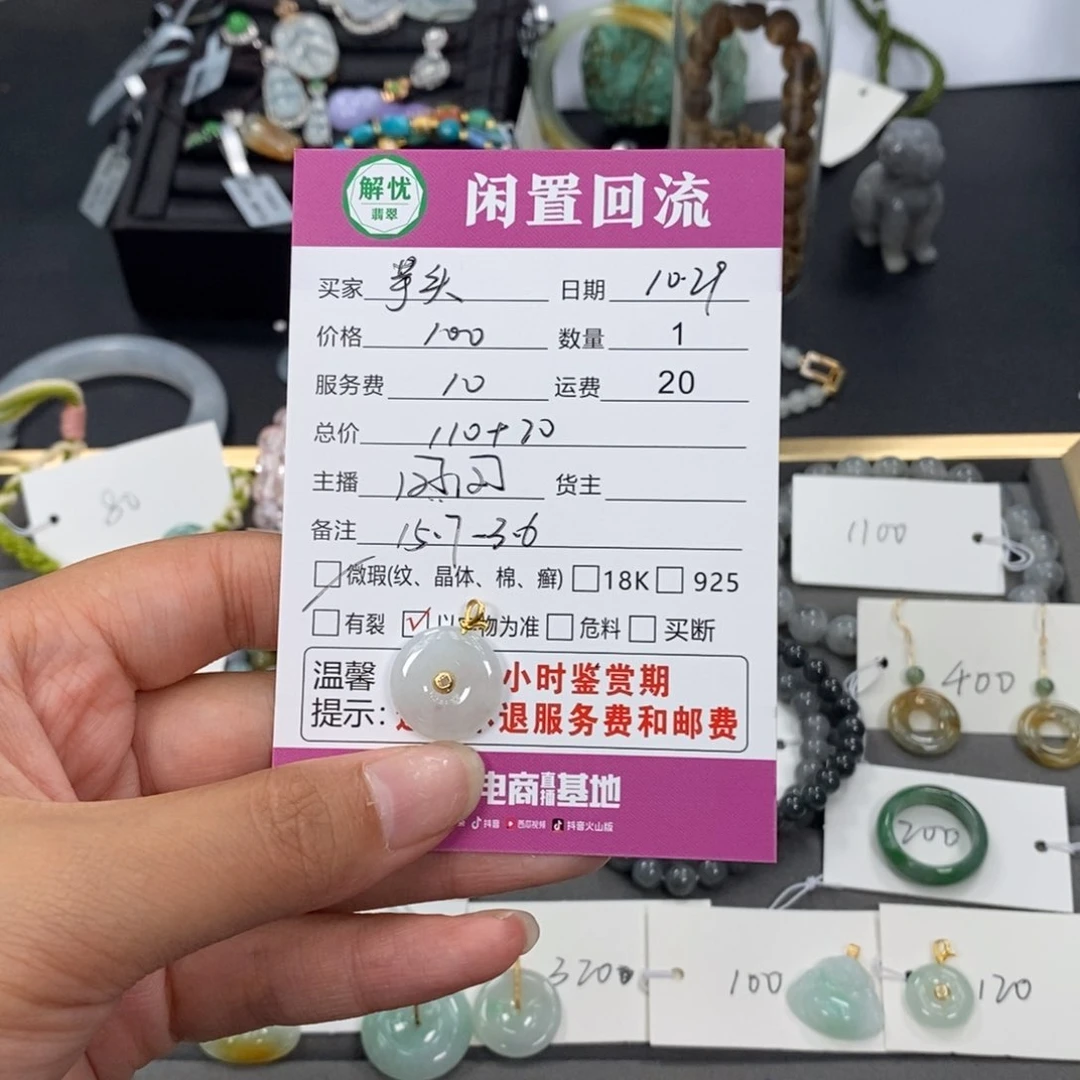 解忧
翡翠
闲置回流
买家 芋头 日期 10·29
价格 100 数量 1
服务费 10 运费 20
总价 110+20
主播 货主
备注 15.7-3.6
微瑕(纹、晶体、棉、癣) 18K 925
有裂 以 物为准 危料 买断
温馨 小时鉴赏期
提示: 退服务费和邮费
电商直播基地
抖音 西瓜视频 抖音火山版
80
1100
400
200
3200
100
120